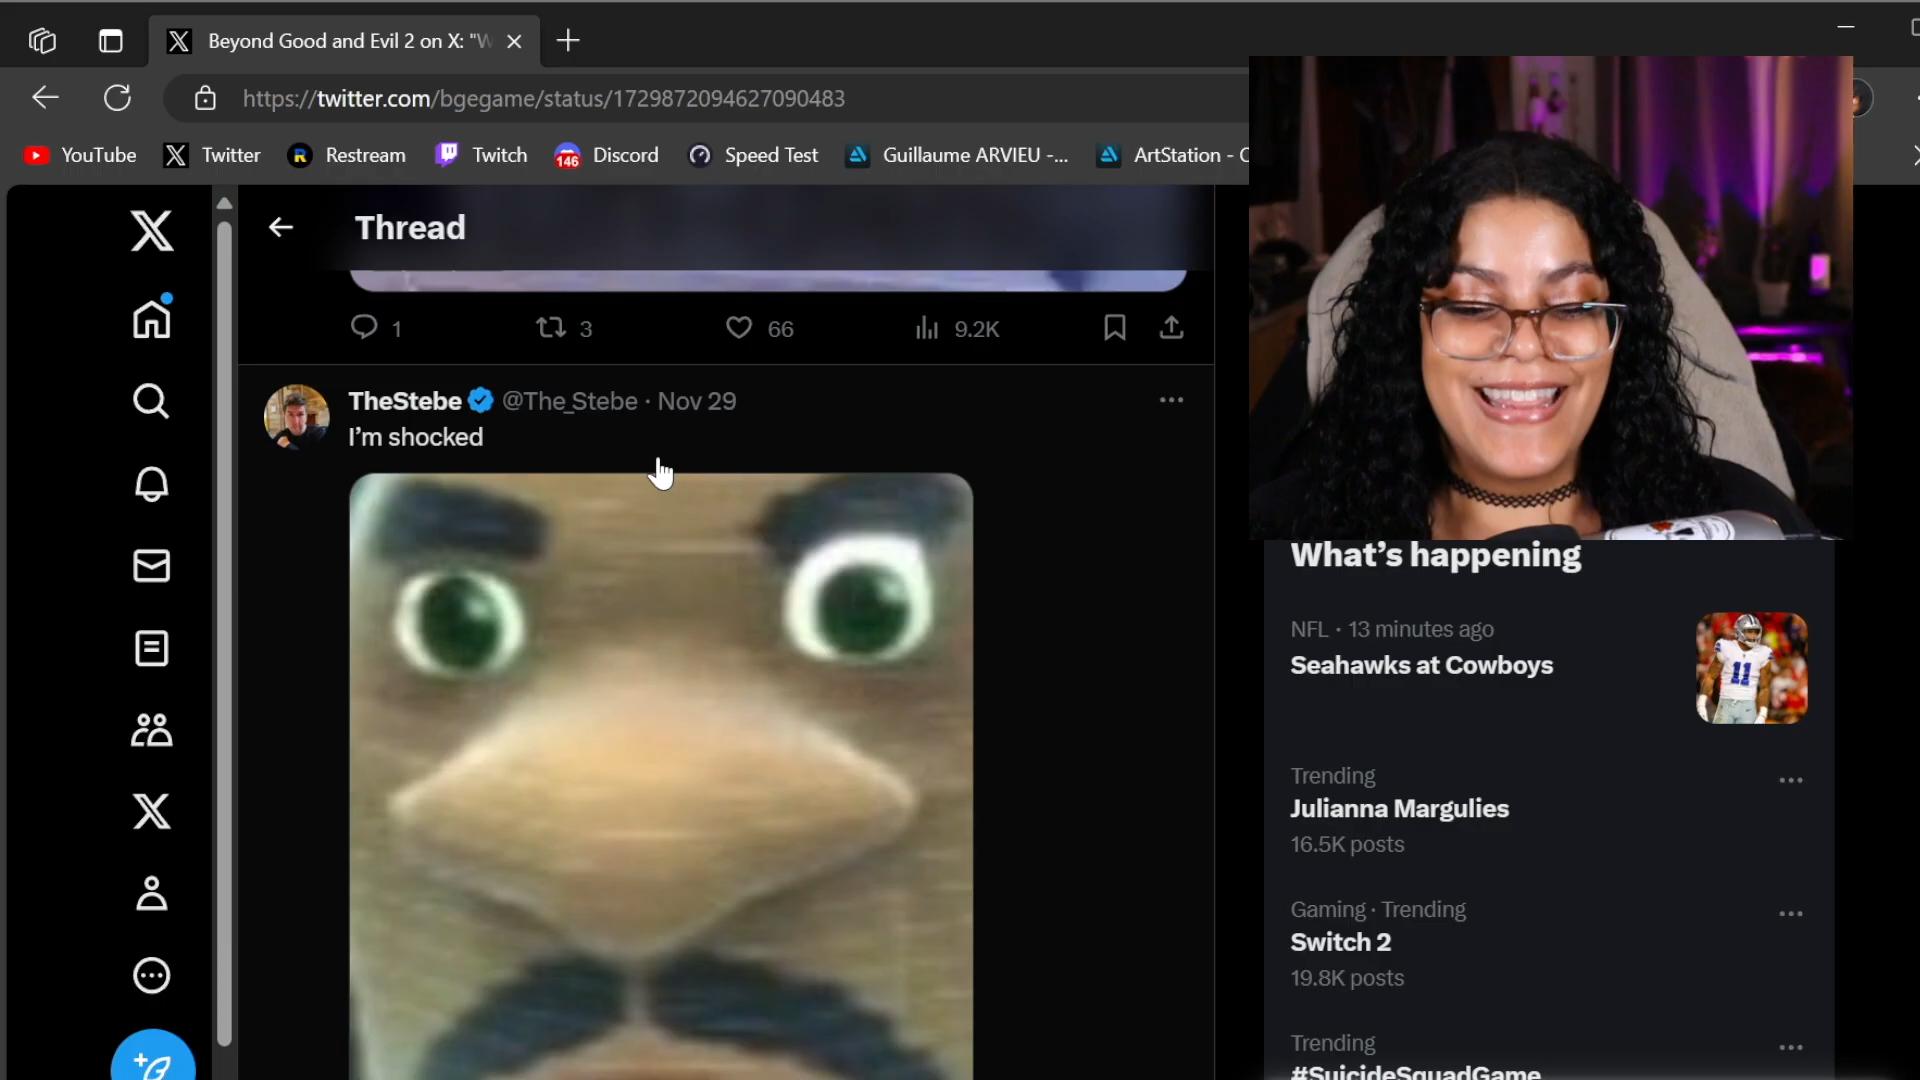 Beyond Good and Evil 2 on X: "W
https://twitter.com/bgegame/status/1729872094627090483
YouTube Twitter Restream 146 Twitch Discord Speed Test Guillaume ARVIEU -... ArtStation - C
Thread
1 3 66 9.2K
TheStebe @The_Stebe · Nov 29
I'm shocked
What's happening
NFL · 13 minutes ago
Seahawks at Cowboys
11
Trending
Julianna Margulies
16.5K posts
Gaming · Trending
Switch 2
19.8K posts
Trending
#SuicideSquadGame